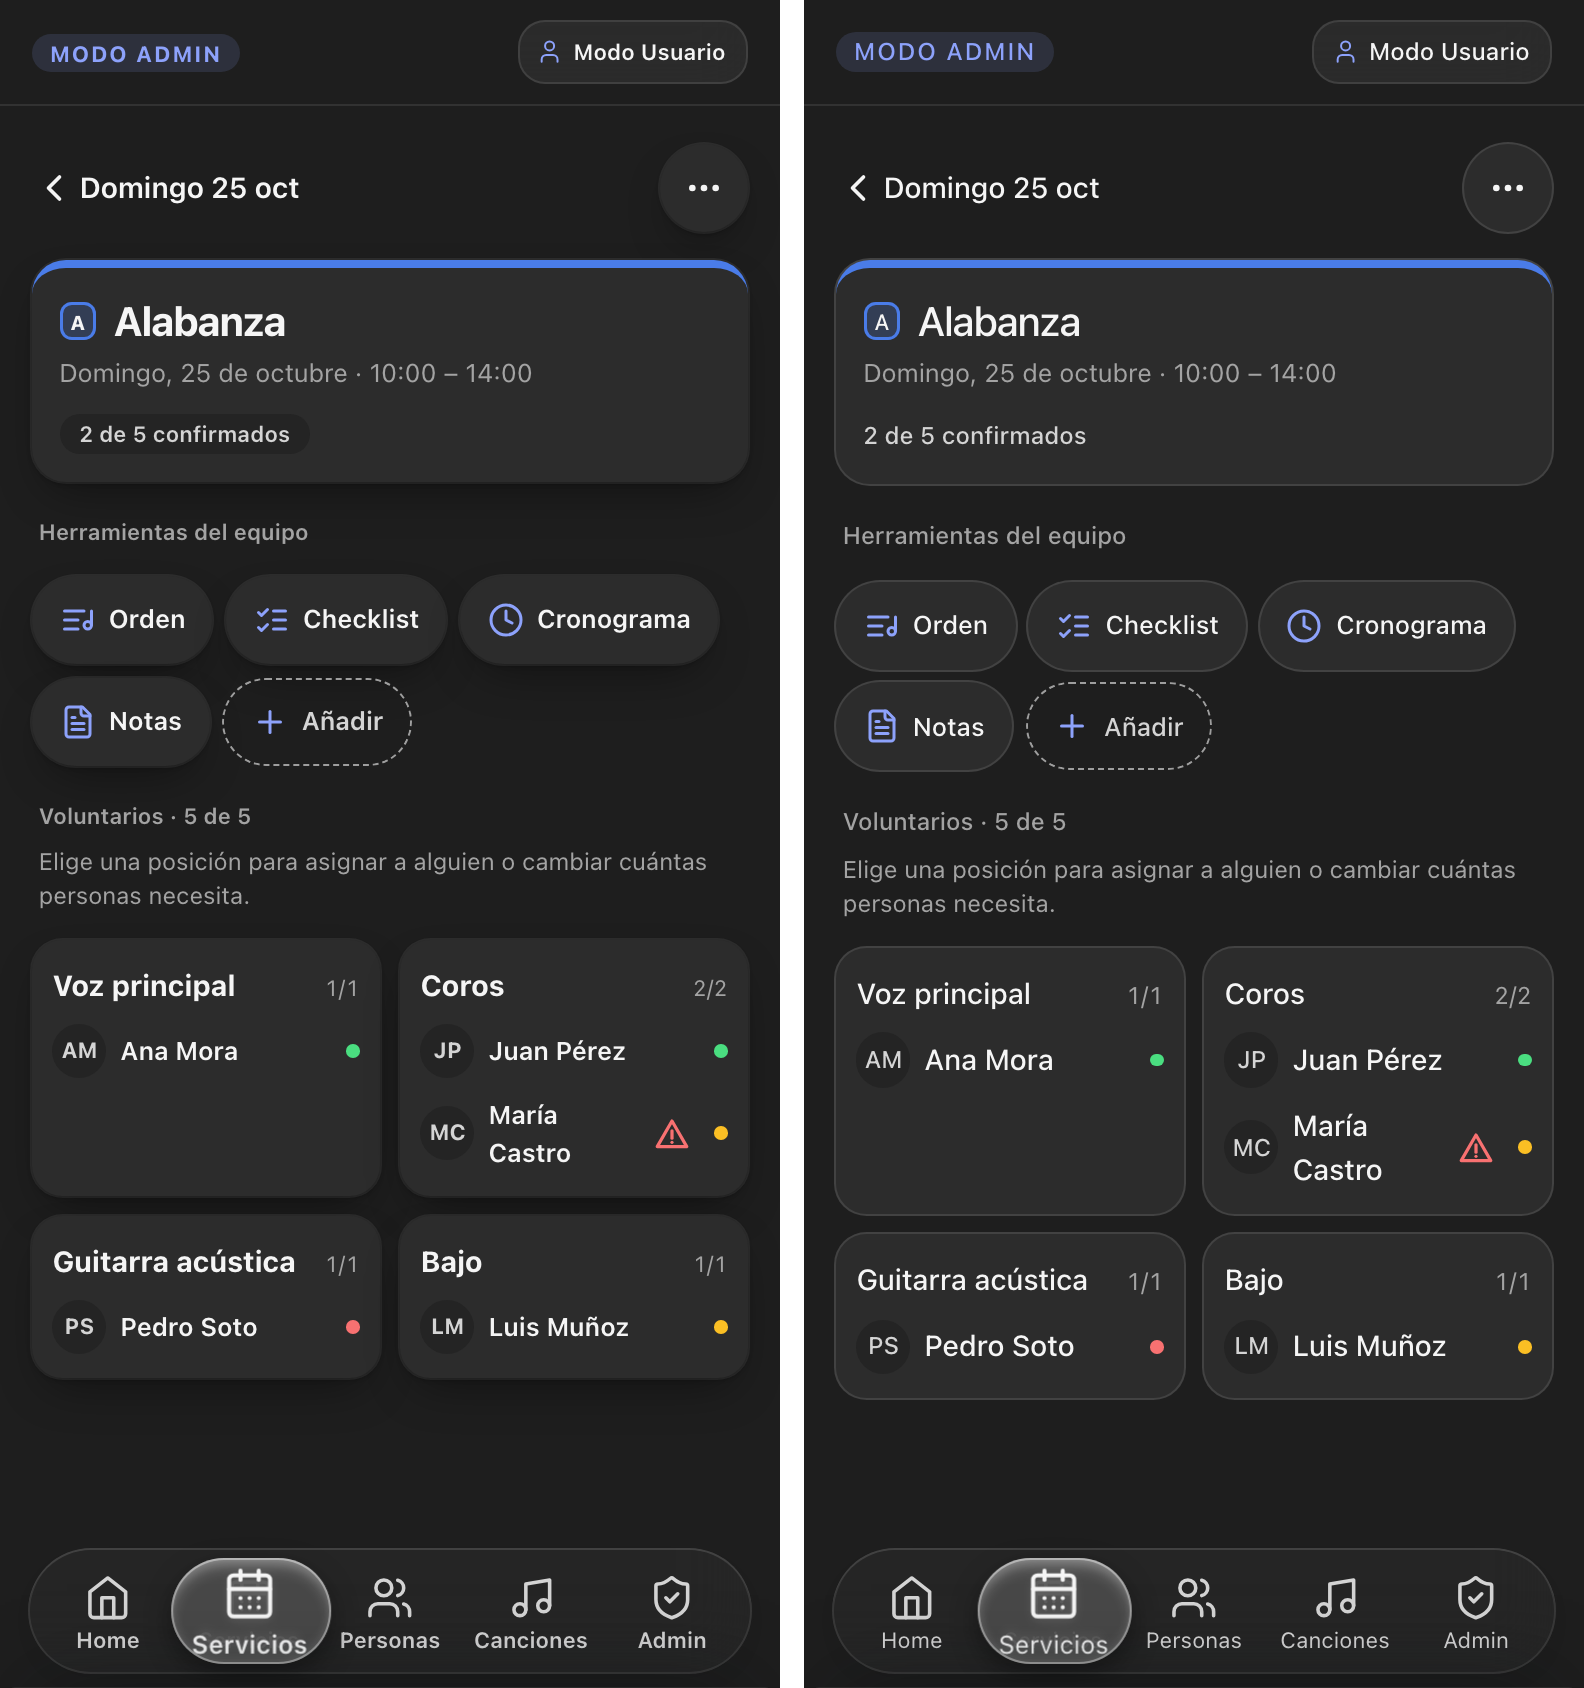 MODO ADMIN
Modo Usuario
Domingo 25 oct
A Alabanza
Domingo, 25 de octubre · 10:00 – 14:00
2 de 5 confirmados
Herramientas del equipo
Orden
Checklist
Cronograma
Notas
Añadir
Voluntarios · 5 de 5
Elige una posición para asignar a alguien o cambiar cuántas
personas necesita.
Voz principal 1/1
AM Ana Mora
Coros 2/2
JP Juan Pérez
MC María
Castro
Guitarra acústica 1/1
PS Pedro Soto
Bajo 1/1
LM Luis Muñoz
Home
Servicios
Personas
Canciones
Admin
MODO ADMIN
Modo Usuario
Domingo 25 oct
A Alabanza
Domingo, 25 de octubre · 10:00 – 14:00
2 de 5 confirmados
Herramientas del equipo
Orden
Checklist
Cronograma
Notas
Añadir
Voluntarios · 5 de 5
Elige una posición para asignar a alguien o cambiar cuántas
personas necesita.
Voz principal 1/1
AM Ana Mora
Coros 2/2
JP Juan Pérez
MC María
Castro
Guitarra acústica 1/1
PS Pedro Soto
Bajo 1/1
LM Luis Muñoz
Home
Servicios
Personas
Canciones
Admin